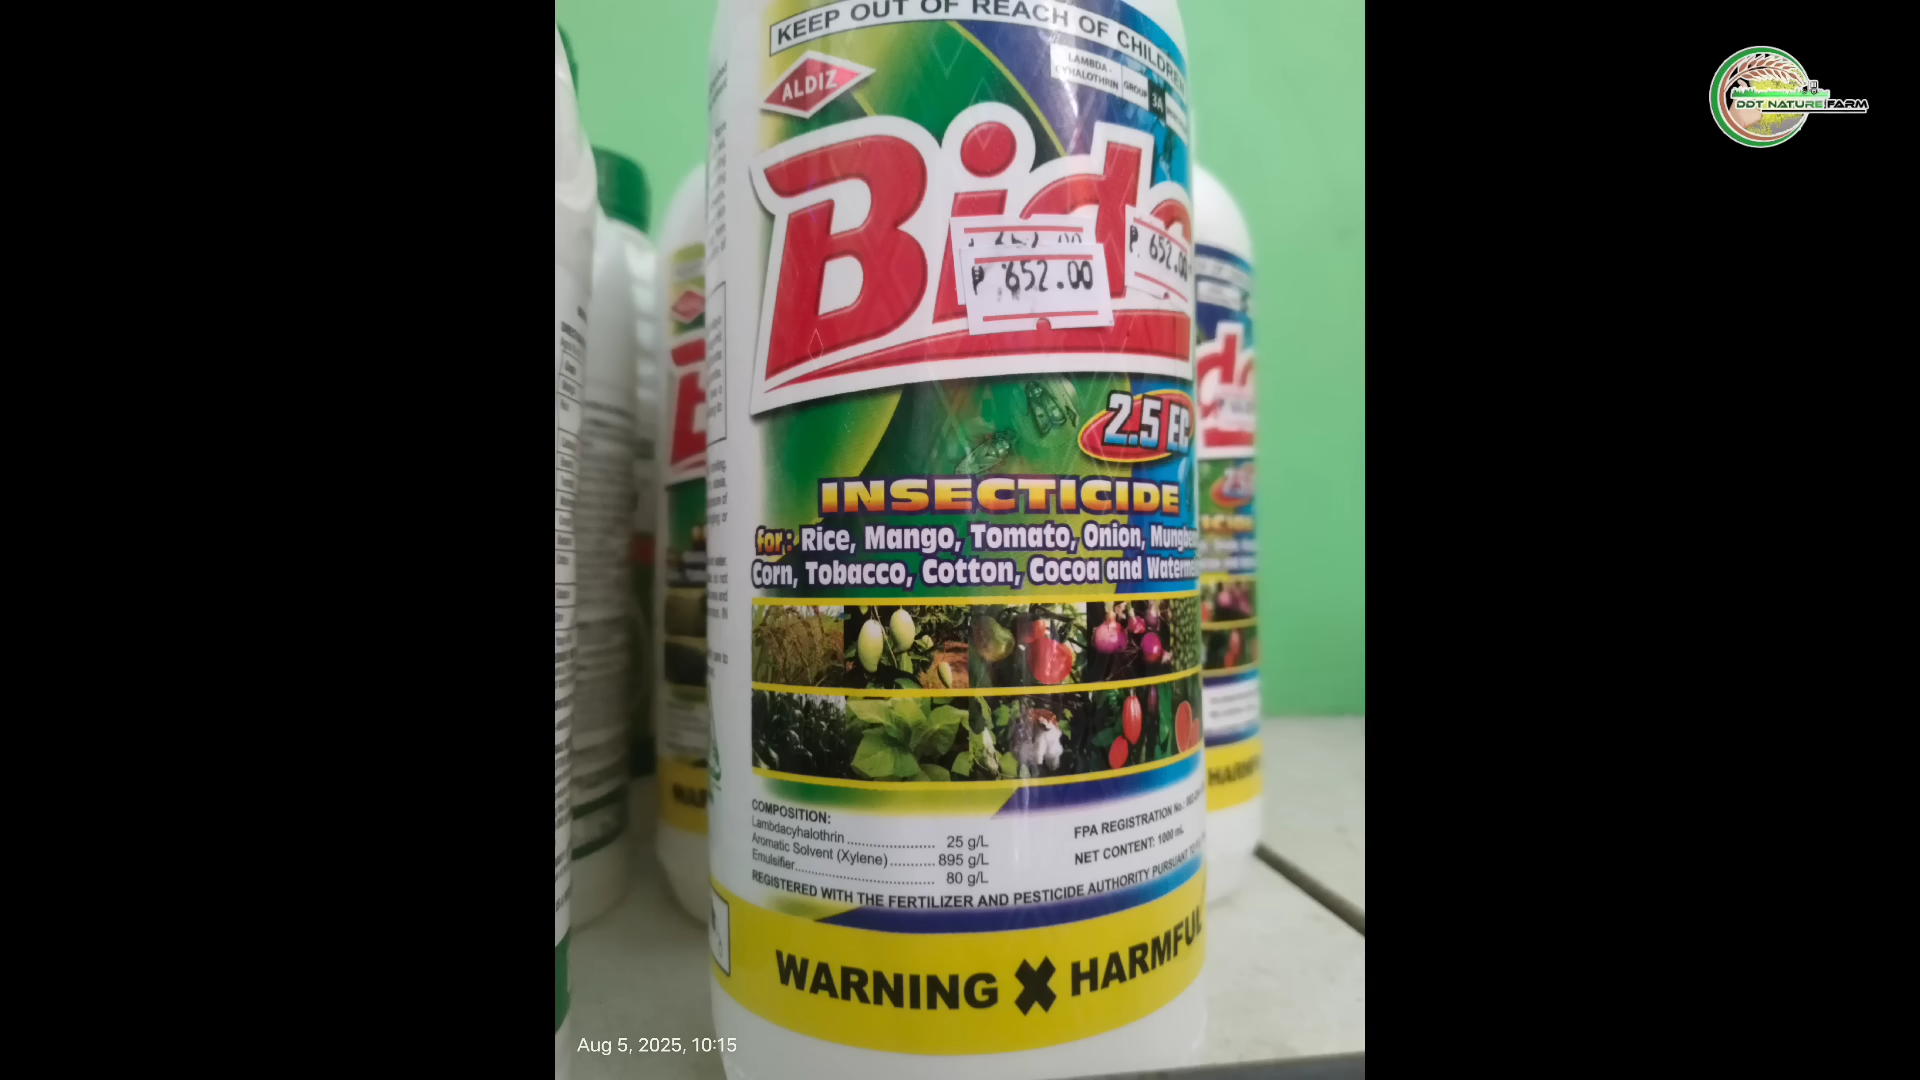 KEEP OUT OF REACH OF CHILDREN
ALDIZ
LAMBDA -
CYHALOTHRIN
GROUP 3A
Bido
₱ 652.00
₱ 652.00
2.5 EC
INSECTICIDE
for: Rice, Mango, Tomato, Onion,
Corn, Tobacco, Cotton, Cocoa and
COMPOSITION:
Lambdacyhalothrin 25 g/L
Aromatic Solvent (Xylene) 895 g/L
Emulsifier 80 g/L
FPA REGISTRATION No.:
NET CONTENT: 1000 mL
REGISTERED WITH THE FERTILIZER AND PESTICIDE AUTHORITY PURSUANT TO
WARNING X HARMFUL
Aug 5, 2025, 10:15
DDT NATURE FARM